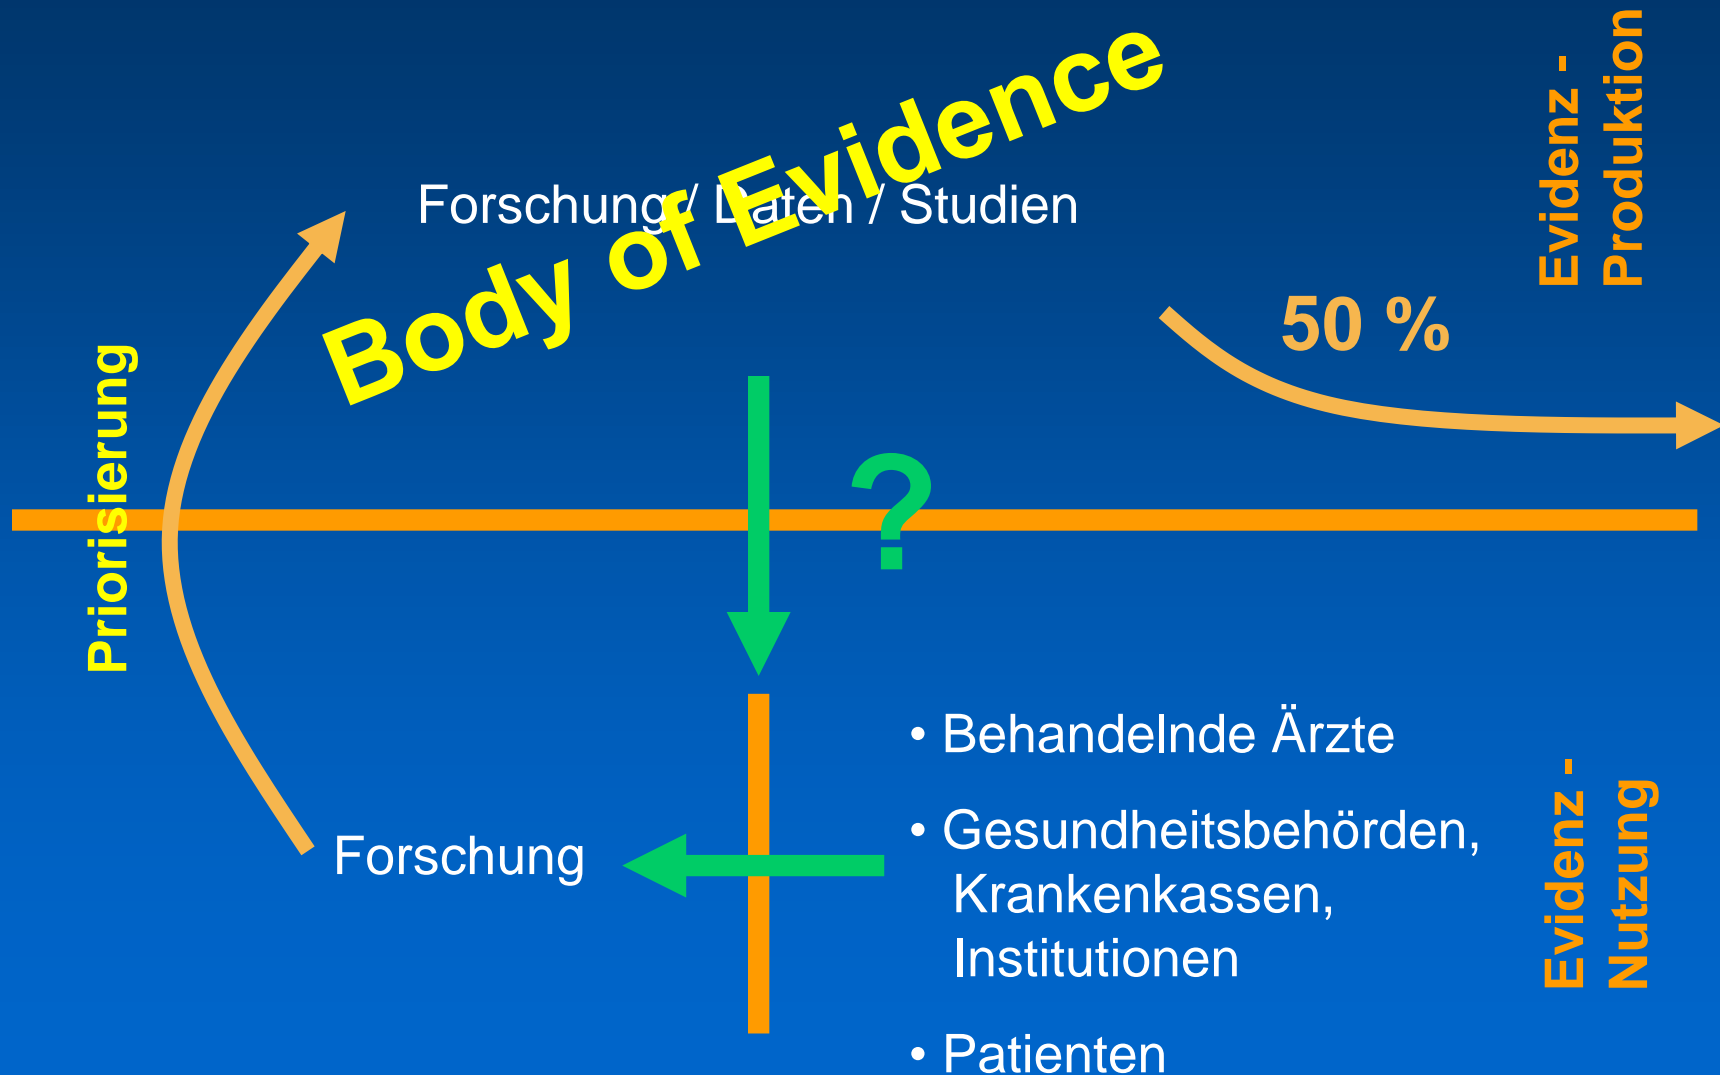 Body of Evidence
Forschung / Daten / Studien
Evidenz -
Produktion
50 %
Priorisierung
?
• Behandelnde Ärzte
• Gesundheitsbehörden,
Krankenkassen,
Institutionen
• Patienten
Forschung
Evidenz -
Nutzung